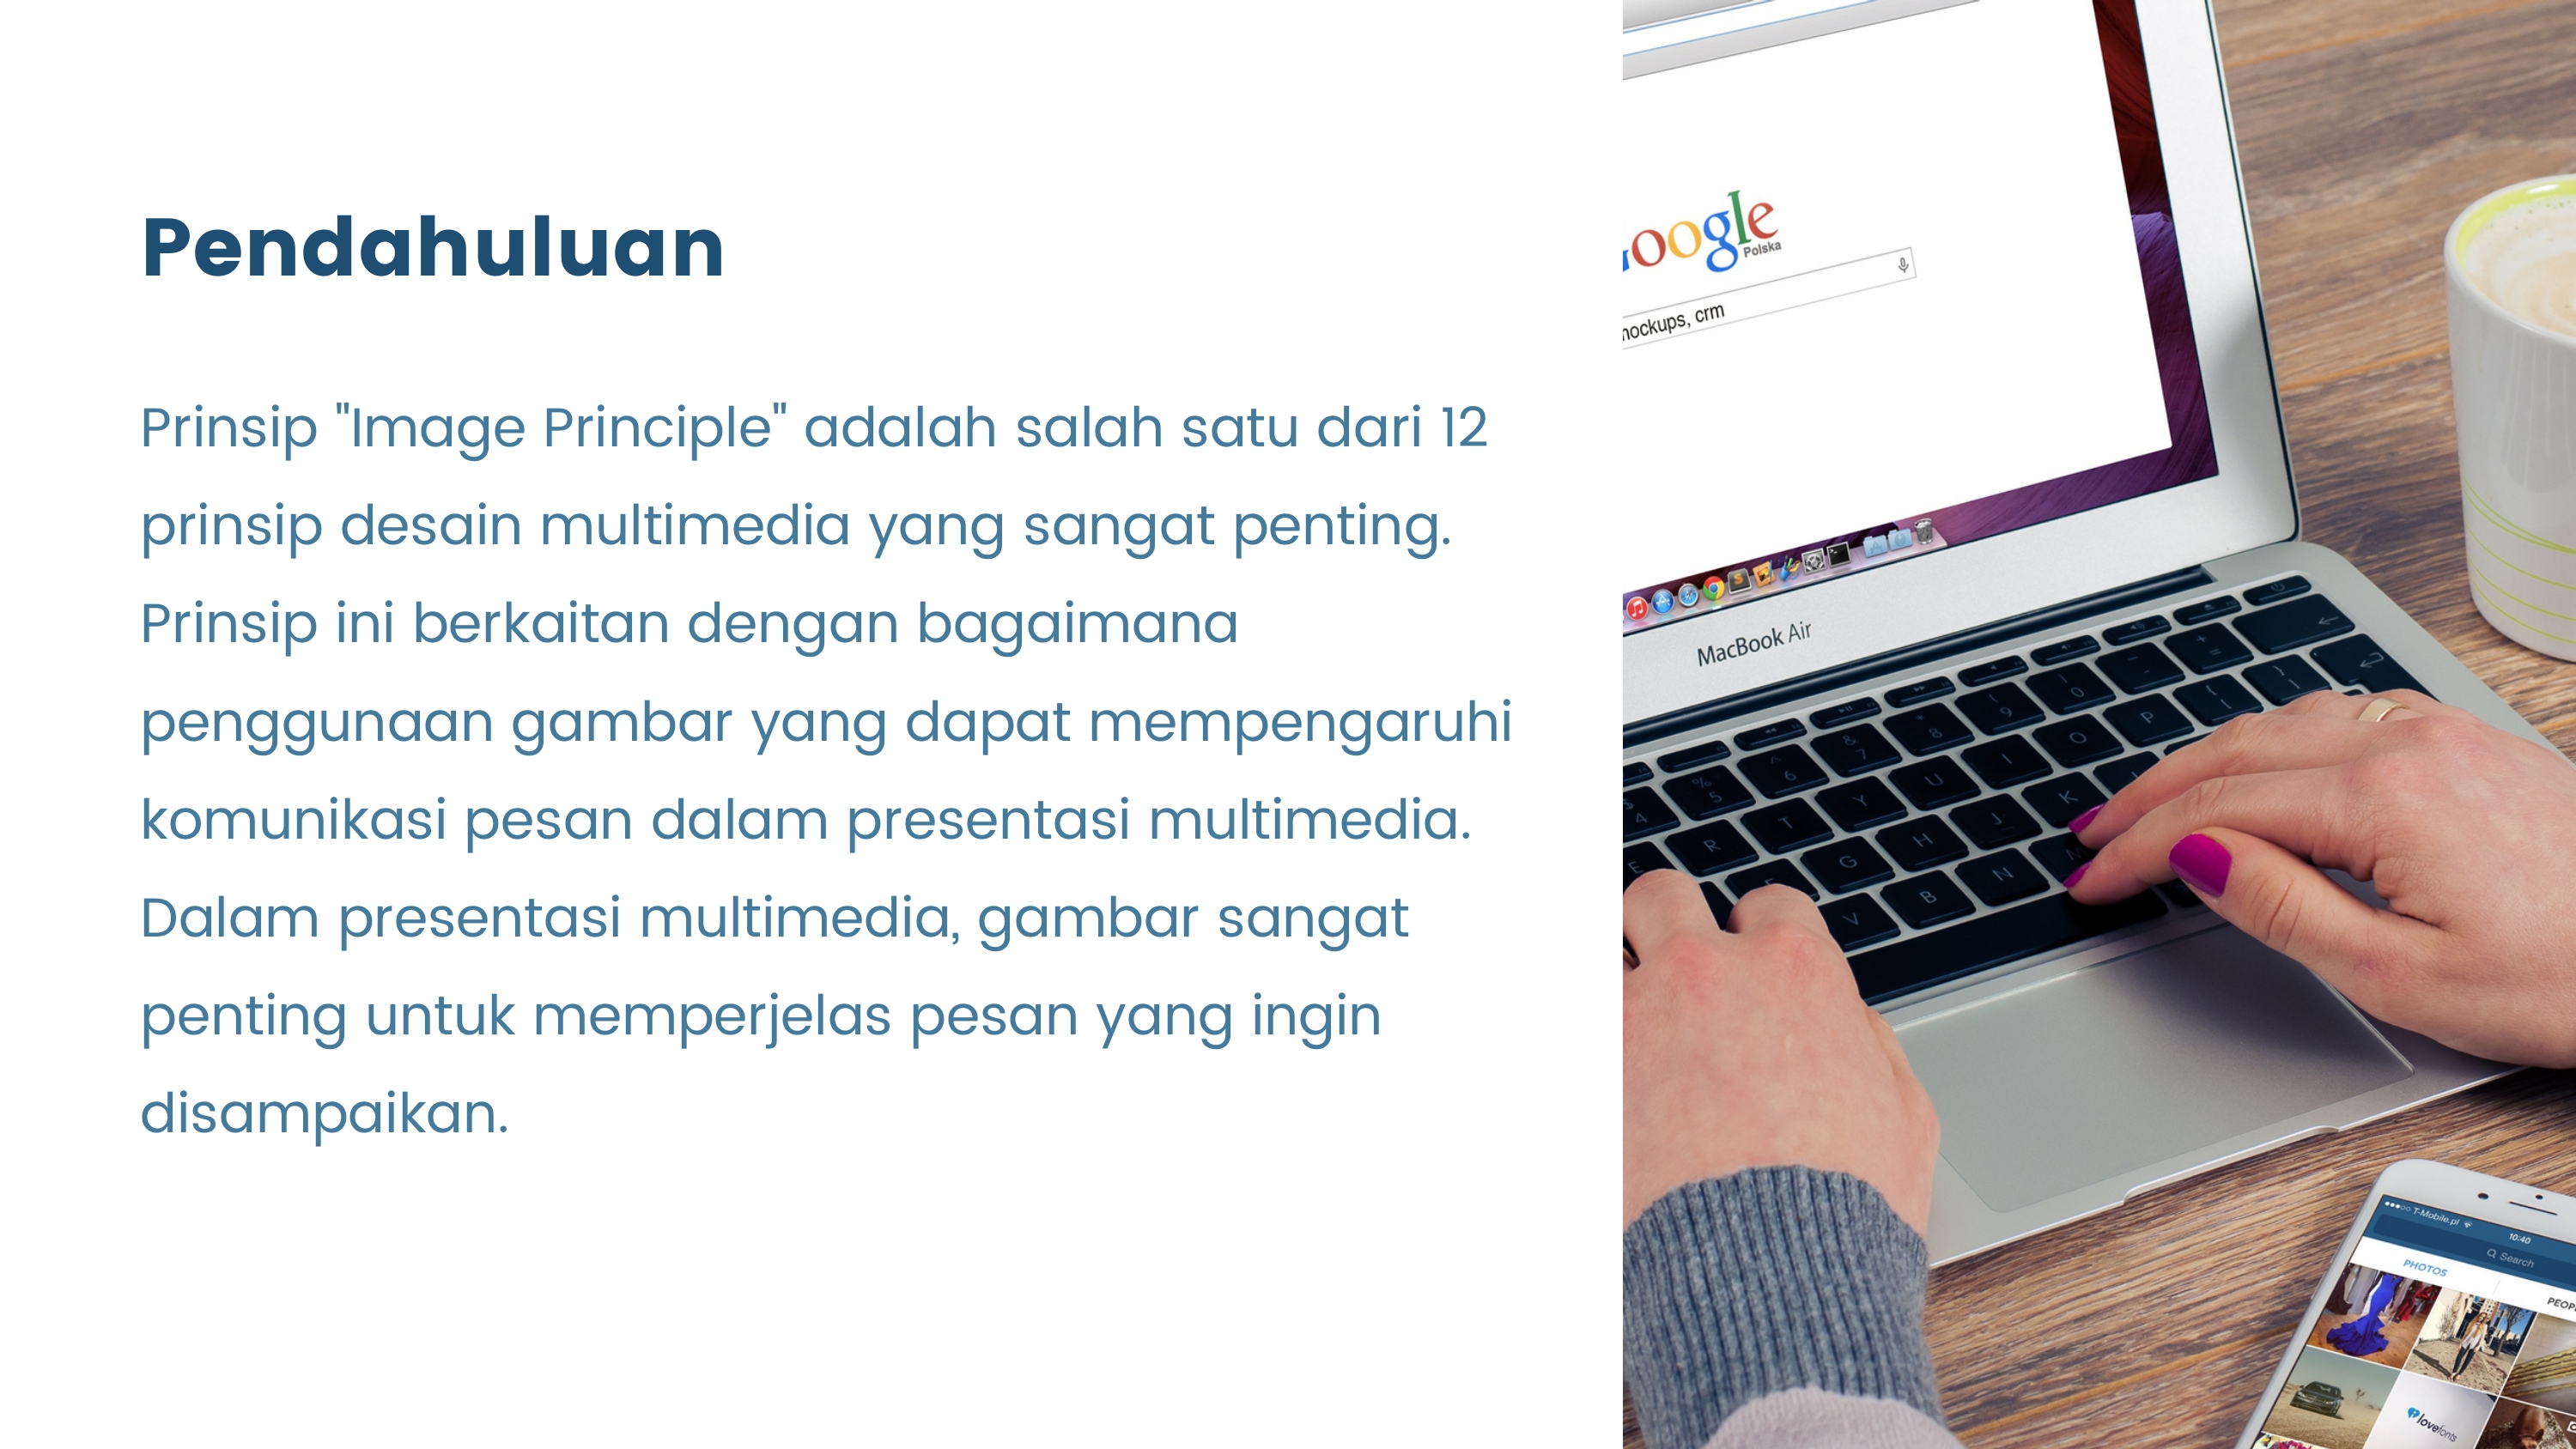 Pendahuluan
Prinsip "Image Principle" adalah salah satu dari 12
prinsip desain multimedia yang sangat penting.
Prinsip ini berkaitan dengan bagaimana
penggunaan gambar yang dapat mempengaruhi
komunikasi pesan dalam presentasi multimedia.
Dalam presentasi multimedia, gambar sangat
penting untuk memperjelas pesan yang ingin
disampaikan.
oogle
Polska
mockups, crm
MacBook Air
T-Mobile.pl
10:40
Search
PHOTOS
PEOP
lovefonts